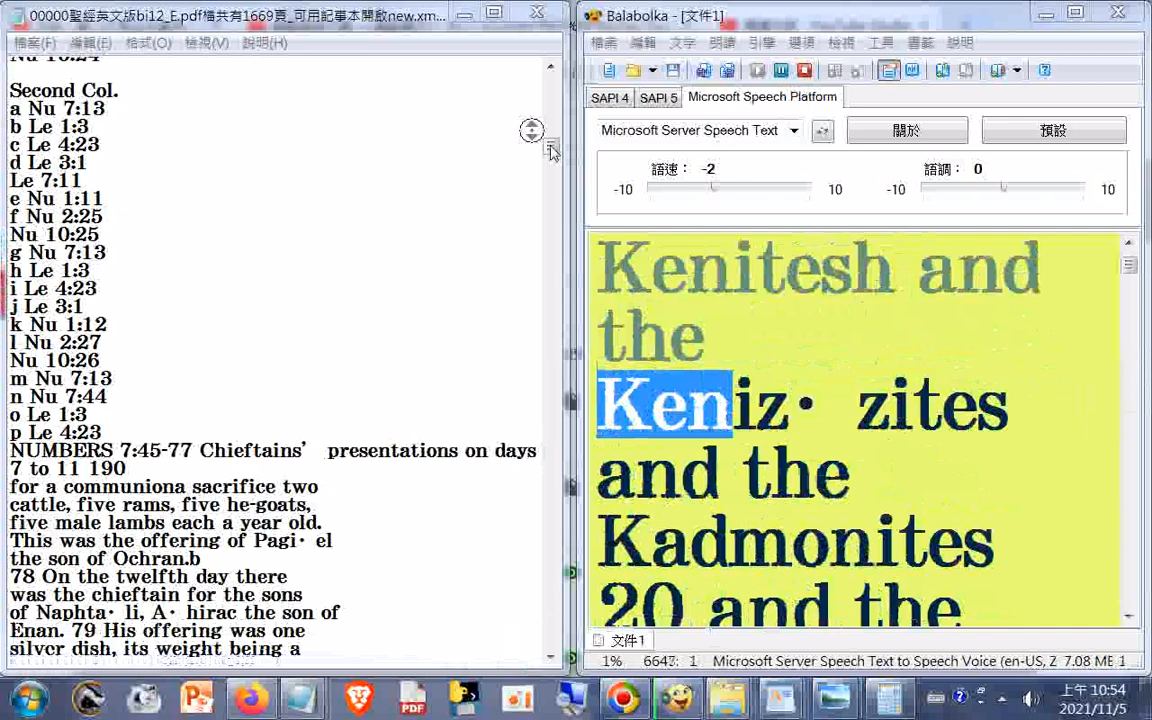 00000聖經英文版bi12_E.pdf檔共有1669頁_可用記事本開啟new.xm...
檔案(F) 編輯(E) 格式(O) 檢視(V) 說明(H)
Nu 10:24
Second Col.
a Nu 7:13
b Le 1:3
c Le 4:23
d Le 3:1
Le 7:11
e Nu 1:11
f Nu 2:25
Nu 10:25
g Nu 7:13
h Le 1:3
i Le 4:23
j Le 3:1
k Nu 1:12
l Nu 2:27
Nu 10:26
m Nu 7:13
n Nu 7:44
o Le 1:3
p Le 4:23
NUMBERS 7:45-77 Chieftains’ presentations on days
7 to 11 190
for a communiona sacrifice two
cattle, five rams, five he-goats,
five male lambs each a year old.
This was the offering of Pagi· el
the son of Ochran.b
78 On the twelfth day there
was the chieftain for the sons
of Naphta· li, A· hirac the son of
Enan. 79 His offering was one
silver dish, its weight being a
Balabolka - [文件1]
檔案 編輯 文字 朗讀 引擎 選項 檢視 工具 書籤 說明
SAPI 4 SAPI 5 Microsoft Speech Platform
Microsoft Server Speech Text 關於 預設
語速： -2 語調： 0
-10 10 -10 10
Kenitesh and
the
Keniz· zites
and the
Kadmonites
20 and the
文件1
1% 6647: 1 Microsoft Server Speech Text to Speech Voice (en-US, Z 7.08 ME 1
上午 10:54
2021/11/5